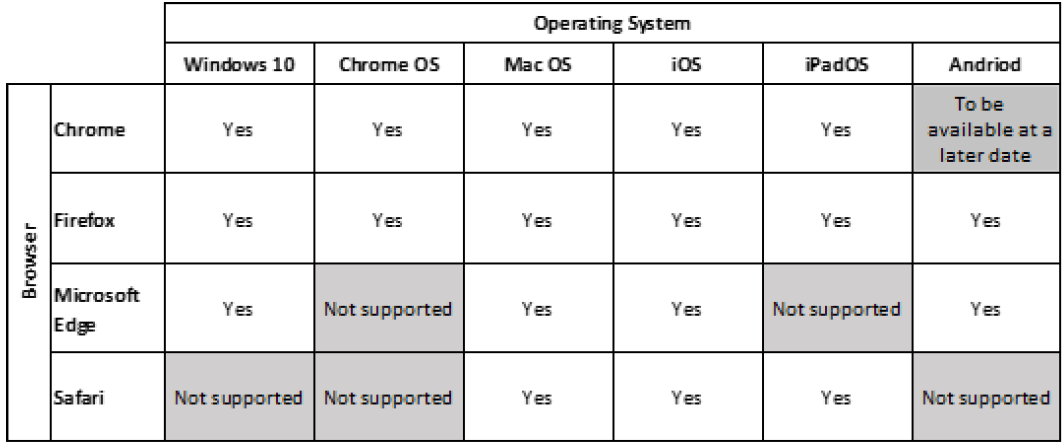 Operating System
Windows 10 Chrome OS Mac OS iOS iPadOS Andriod
Browser
Chrome Yes Yes Yes Yes Yes To be
available at a
later date
Firefox Yes Yes Yes Yes Yes Yes
Microsoft
Edge Yes Not supported Yes Yes Not supported Yes
Safari Not supported Not supported Yes Yes Yes Not supported